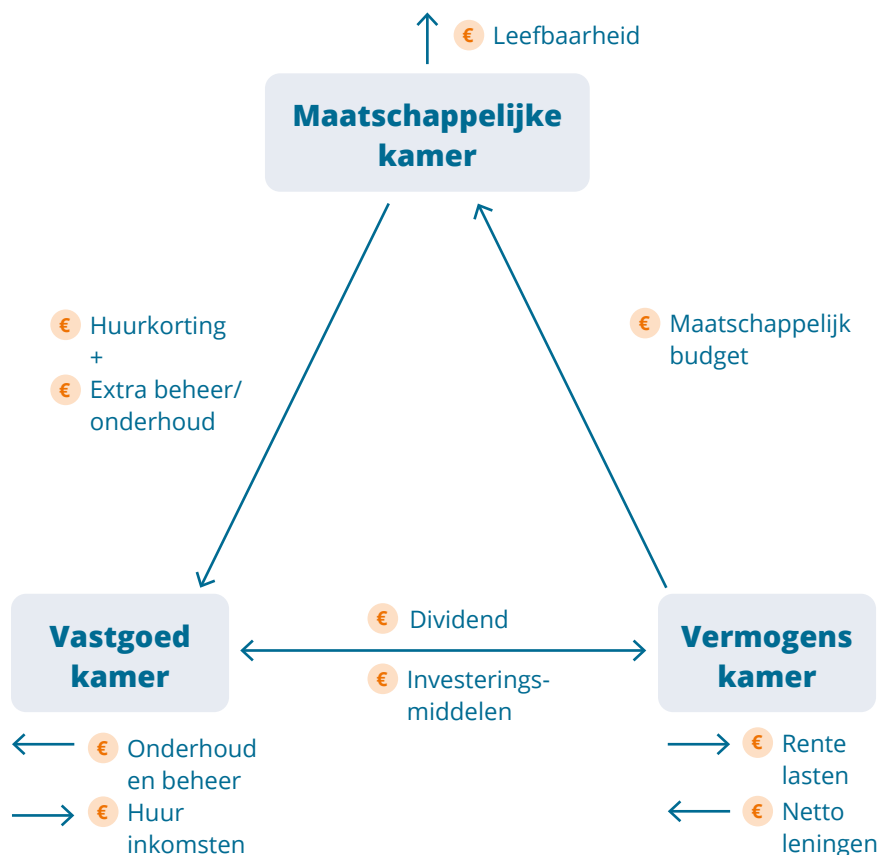 € Leefbaarheid
Maatschappelijke
kamer
€ Huurkorting
+
€ Extra beheer/
onderhoud
€ Maatschappelijk
budget
Vastgoed
kamer
€ Dividend
€ Investerings-
middelen
Vermogens
kamer
€ Onderhoud
en beheer
€ Huur
inkomsten
€ Rente
lasten
€ Netto
leningen